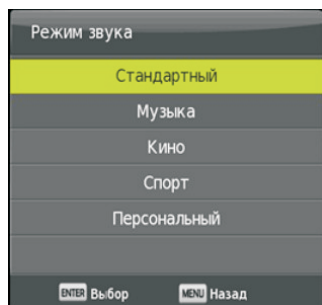 Режим звука
Стандартный
Музыка
Кино
Спорт
Персональный
ENTER Выбор MENU Назад